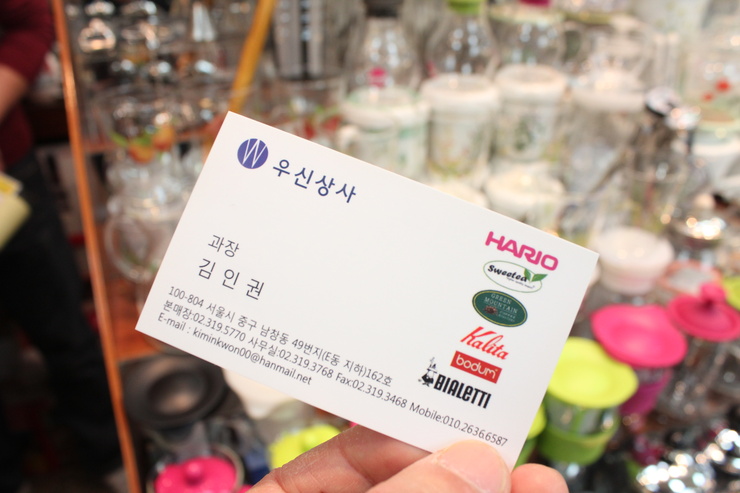 W 우신상사
과장
김인권
HARIO
Sweetea
GREEN MOUNTAIN
Kalita
bodum
BIALETTI
100-804 서울시 중구 남창동 49번지(E동 지하)162호
본매장:02.319.5770 사무실:02.319.3768 Fax:02.319.3468 Mobile:010.2636.6587
E-mail : kiminkwon00@hanmail.net